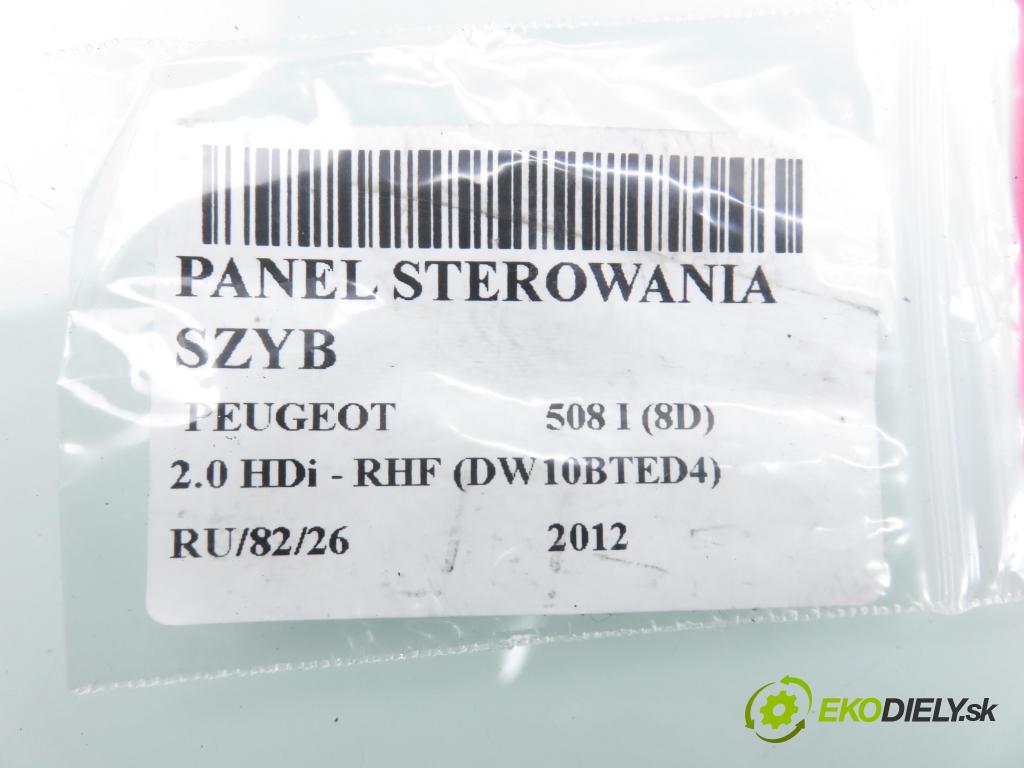 PANEL STEROWANIA
SZYB
PEUGEOT 508 I (8D)
2.0 HDi - RHF (DW10BTED4)
RU/82/26 2012
EKODIELY.sk